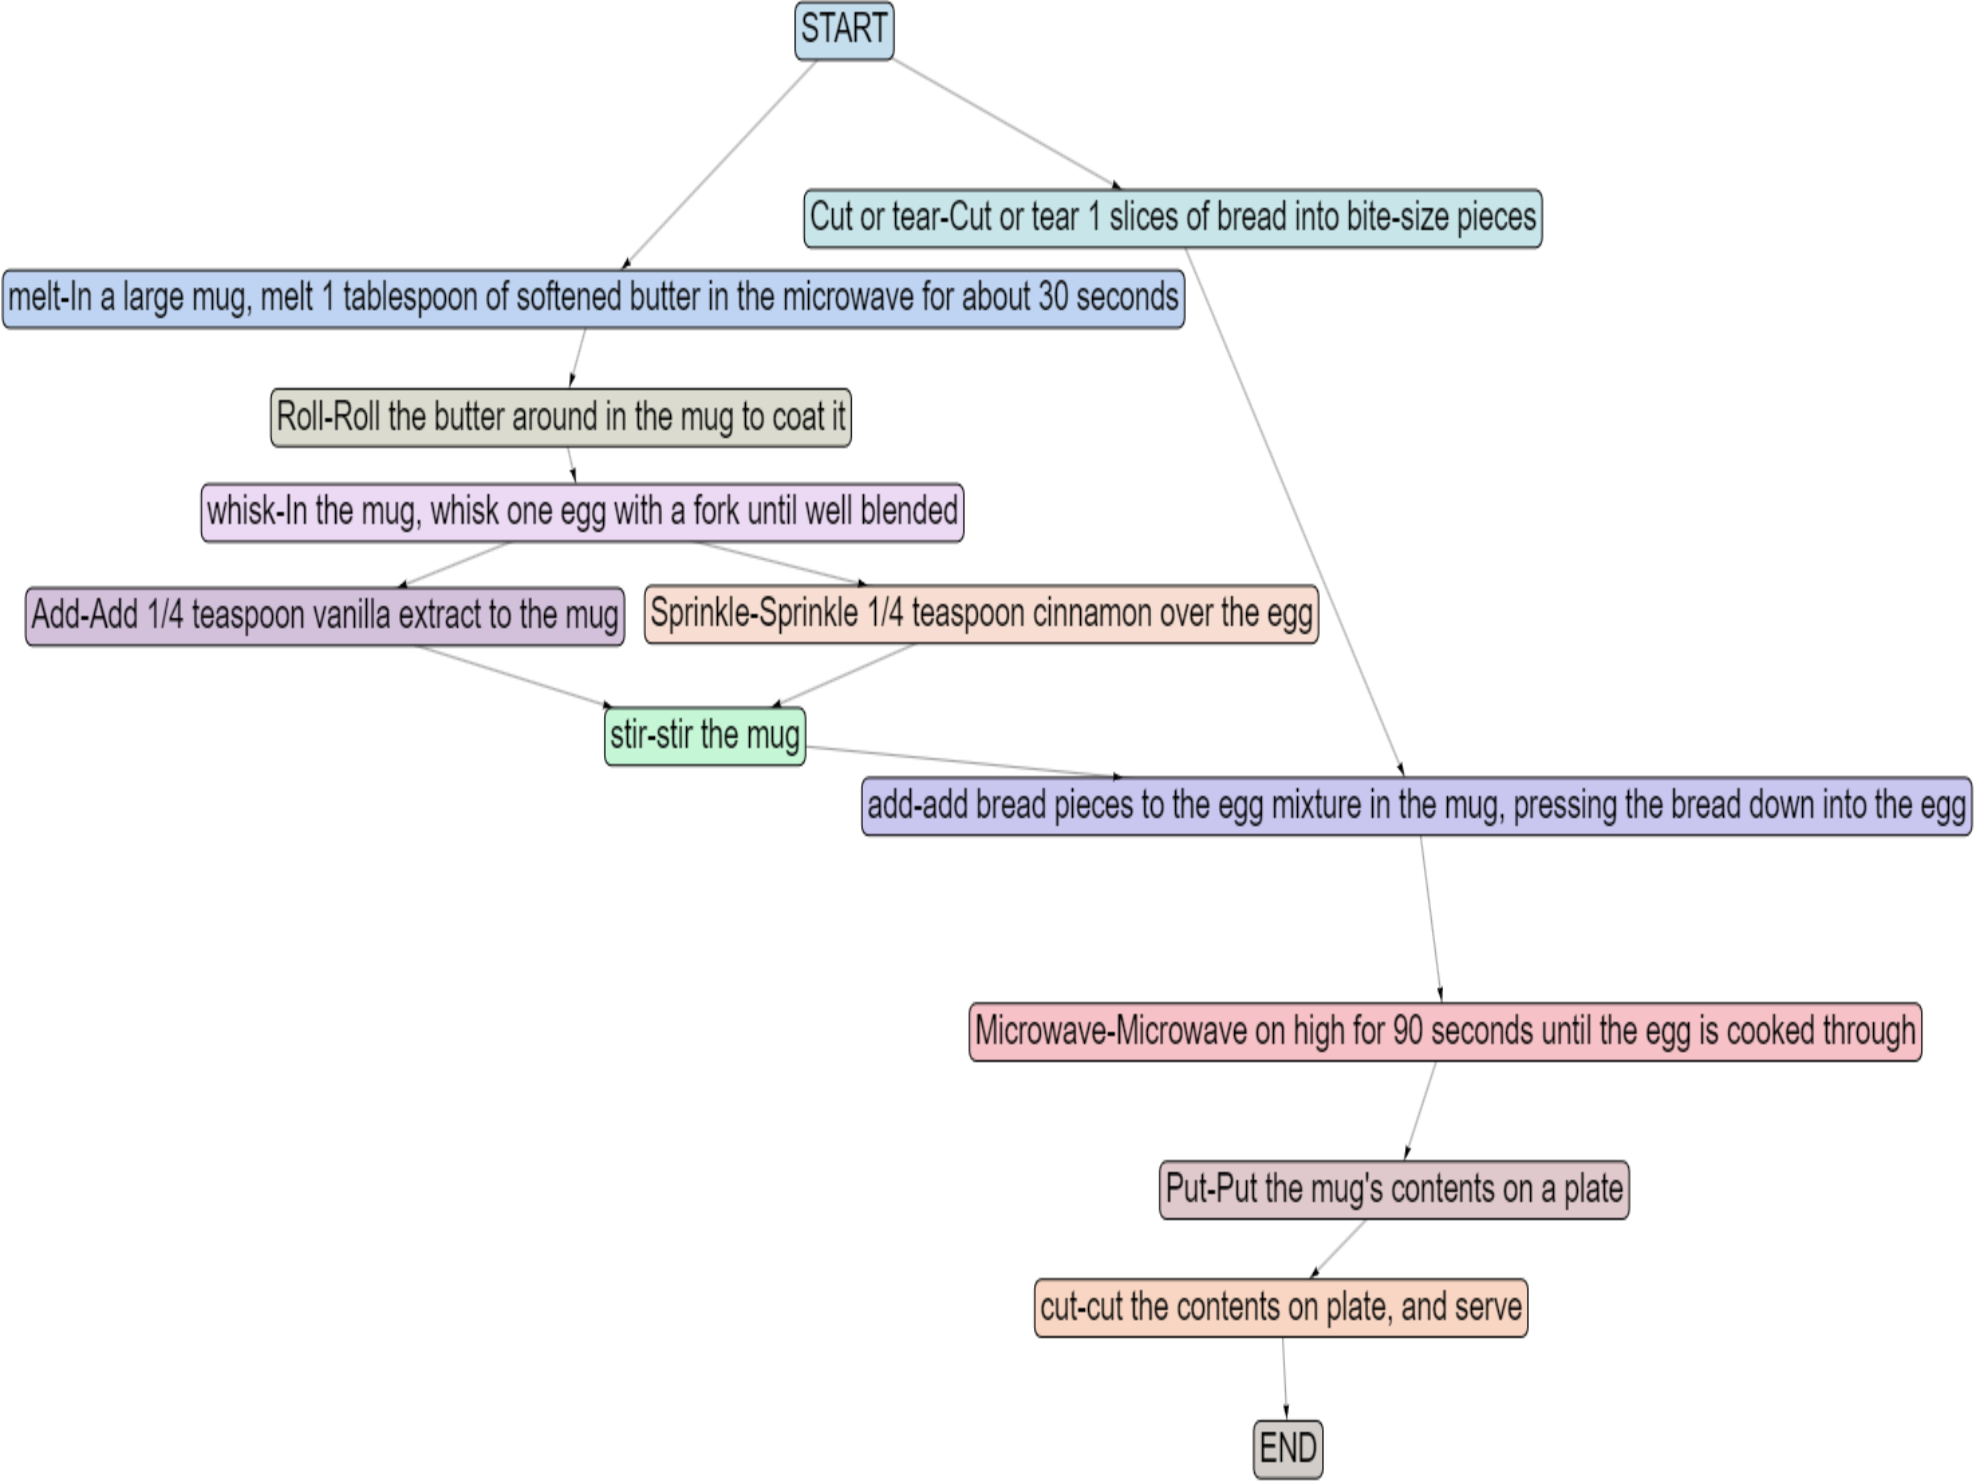 START
Cut or tear-Cut or tear 1 slices of bread into bite-size pieces
melt-In a large mug, melt 1 tablespoon of softened butter in the microwave for about 30 seconds
Roll-Roll the butter around in the mug to coat it
whisk-In the mug, whisk one egg with a fork until well blended
Add-Add 1/4 teaspoon vanilla extract to the mug
Sprinkle-Sprinkle 1/4 teaspoon cinnamon over the egg
stir-stir the mug
add-add bread pieces to the egg mixture in the mug, pressing the bread down into the egg
Microwave-Microwave on high for 90 seconds until the egg is cooked through
Put-Put the mug's contents on a plate
cut-cut the contents on plate, and serve
END